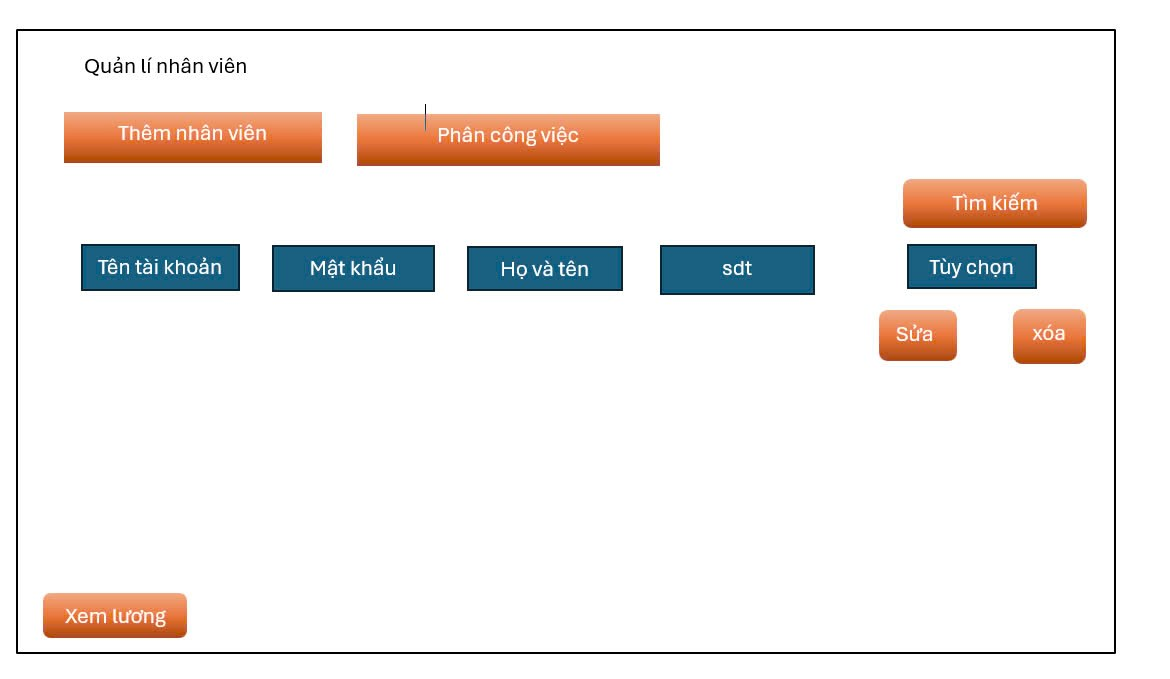 Quản lí nhân viên
Thêm nhân viên
Phân công việc
Tìm kiếm
Tên tài khoản
Mật khẩu
Họ và tên
sdt
Tùy chọn
Sửa
xóa
Xem lương